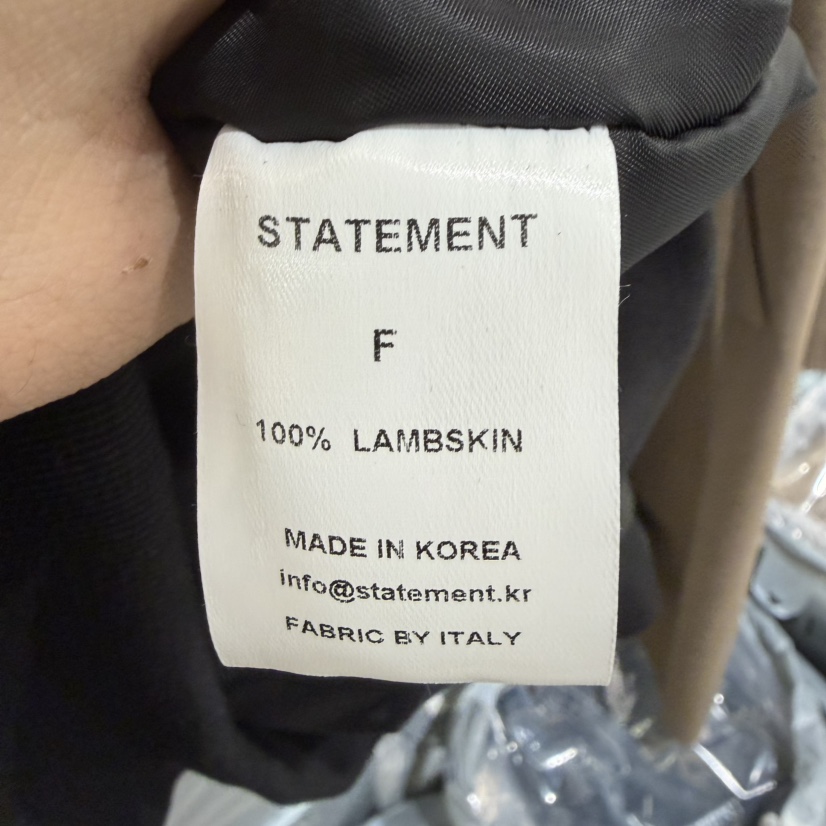 STATEMENT
F
100% LAMBSKIN
MADE IN KOREA
info@statement.kr
FABRIC BY ITALY